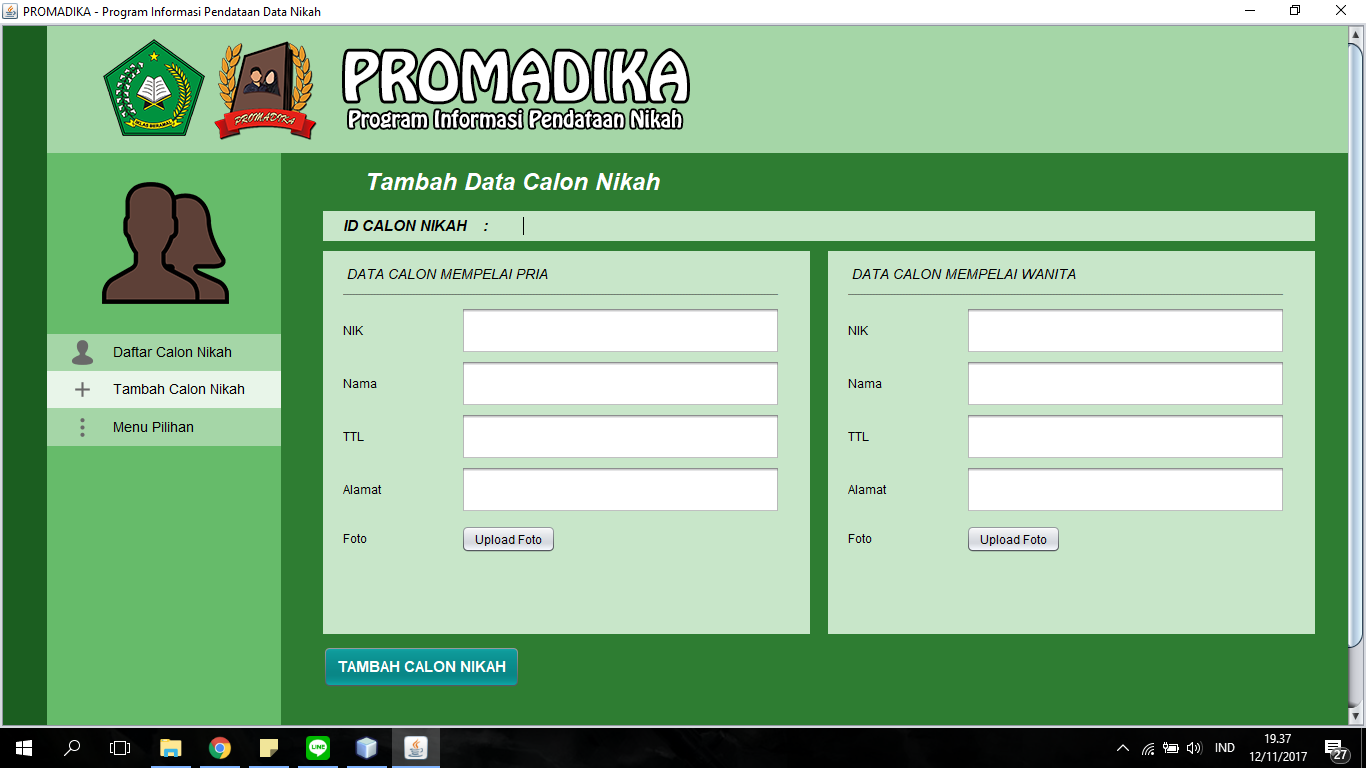 PROMADIKA - Program Informasi Pendataan Data Nikah
IKHLAS BERAMAL
PROMADIKA
PROMADIKA
Program Informasi Pendataan Nikah
Tambah Data Calon Nikah
ID CALON NIKAH :
Daftar Calon Nikah
Tambah Calon Nikah
Menu Pilihan
DATA CALON MEMPELAI PRIA
NIK
Nama
TTL
Alamat
Foto
Upload Foto
DATA CALON MEMPELAI WANITA
NIK
Nama
TTL
Alamat
Foto
Upload Foto
TAMBAH CALON NIKAH
LINE
IND
19.37
12/11/2017
27